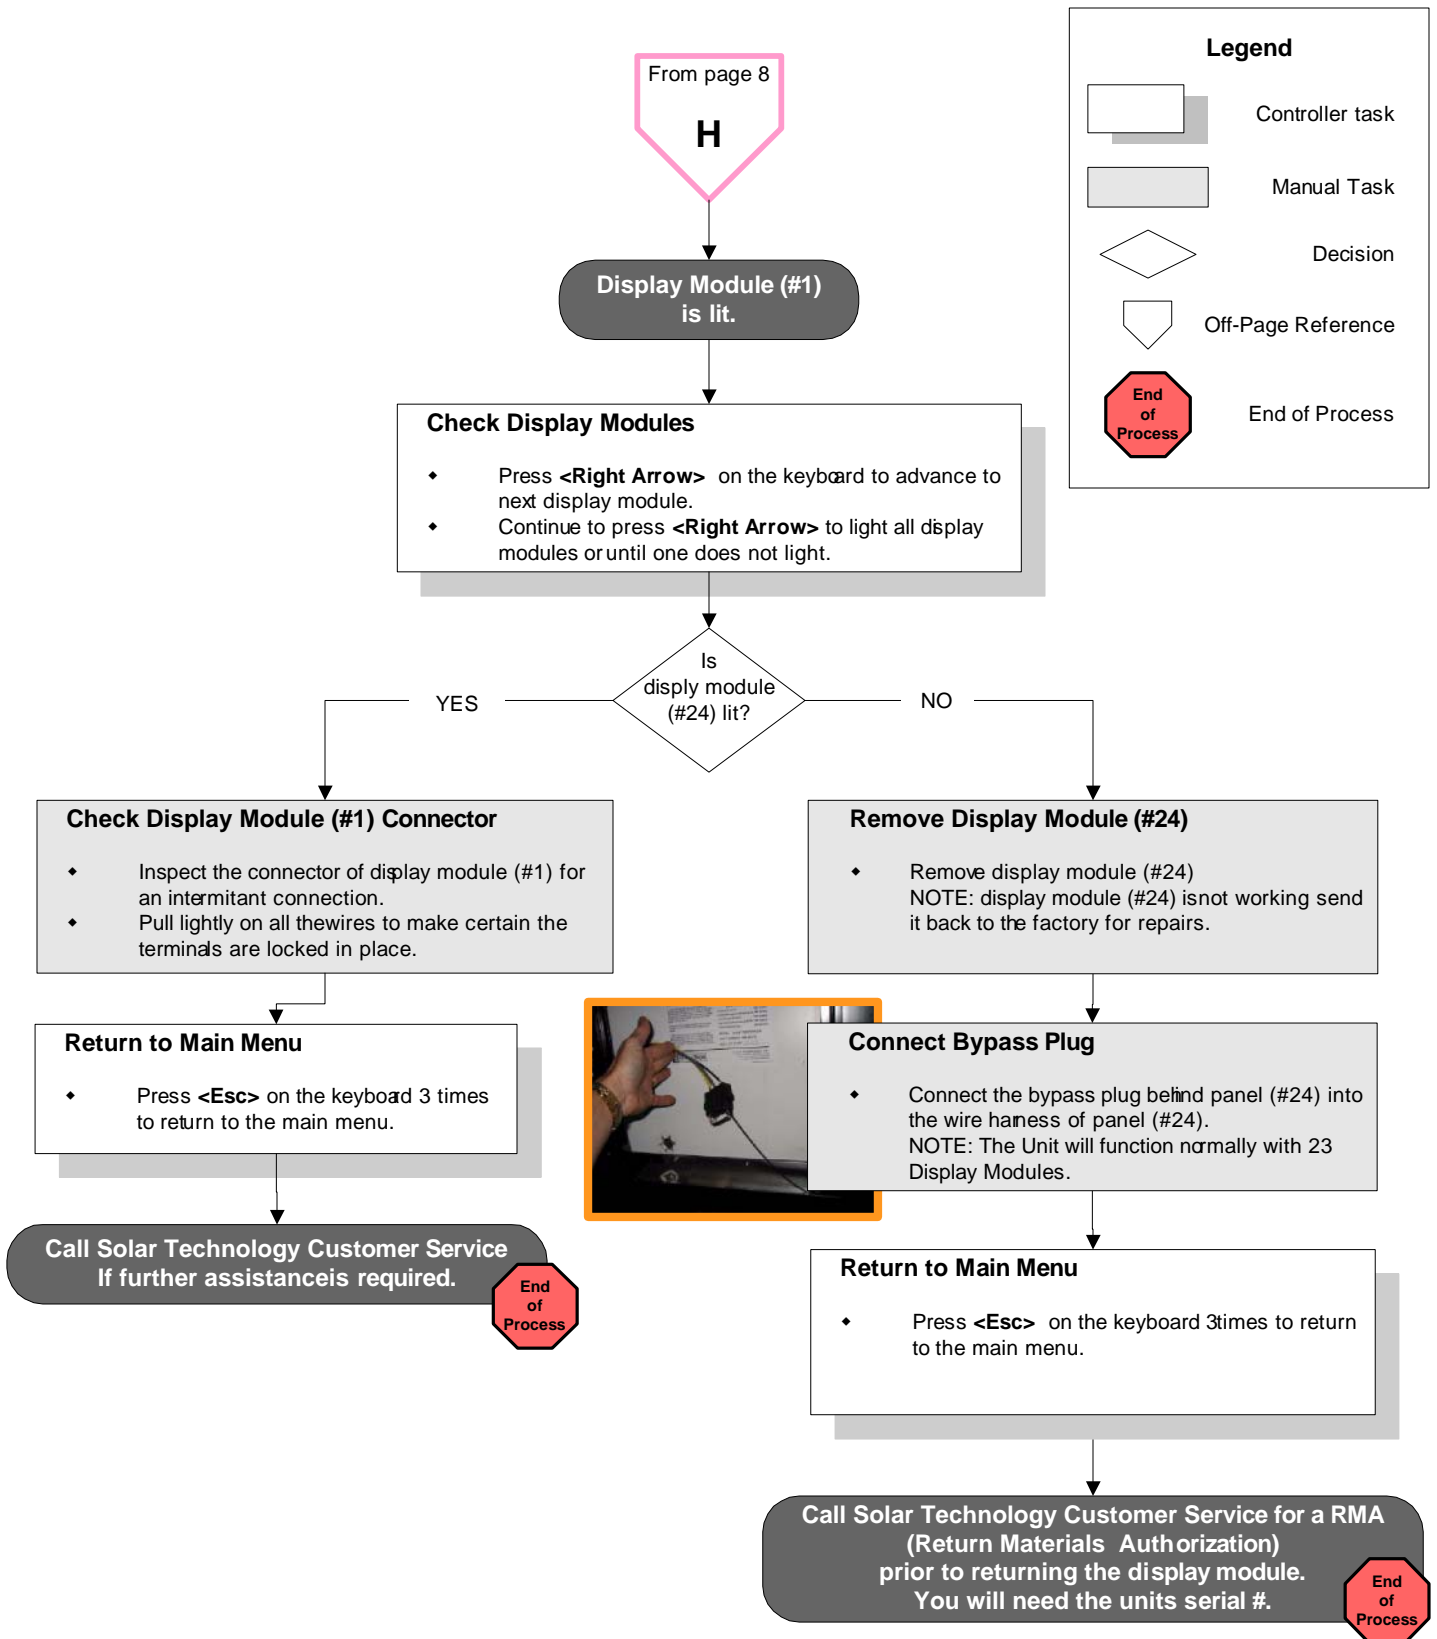 From page 8
H
Legend
Controller task
Manual Task
Decision
Off-Page Reference
End
of
Process
End of Process
Display Module (#1)
is lit.
Check Display Modules
◆ Press <Right Arrow> on the keyboard to advance to
next display module.
◆ Continue to press <Right Arrow> to light all display
modules or until one does not light.
Is
disply module
(#24) lit?
YES
NO
Check Display Module (#1) Connector
◆ Inspect the connector of display module (#1) for
an intermitant connection.
◆ Pull lightly on all thewires to make certain the
terminals are locked in place.
Return to Main Menu
◆ Press <Esc> on the keyboard 3 times
to return to the main menu.
Call Solar Technology Customer Service
If further assistanceis required.
End
of
Process
Remove Display Module (#24)
◆ Remove display module (#24)
NOTE: display module (#24) isnot working send
it back to the factory for repairs.
Connect Bypass Plug
◆ Connect the bypass plug behind panel (#24) into
the wire harness of panel (#24).
NOTE: The Unit will function normally with 23
Display Modules.
Return to Main Menu
◆ Press <Esc> on the keyboard 3times to return
to the main menu.
Call Solar Technology Customer Service for a RMA
(Return Materials Authorization)
prior to returning the display module.
You will need the units serial #.
End
of
Process